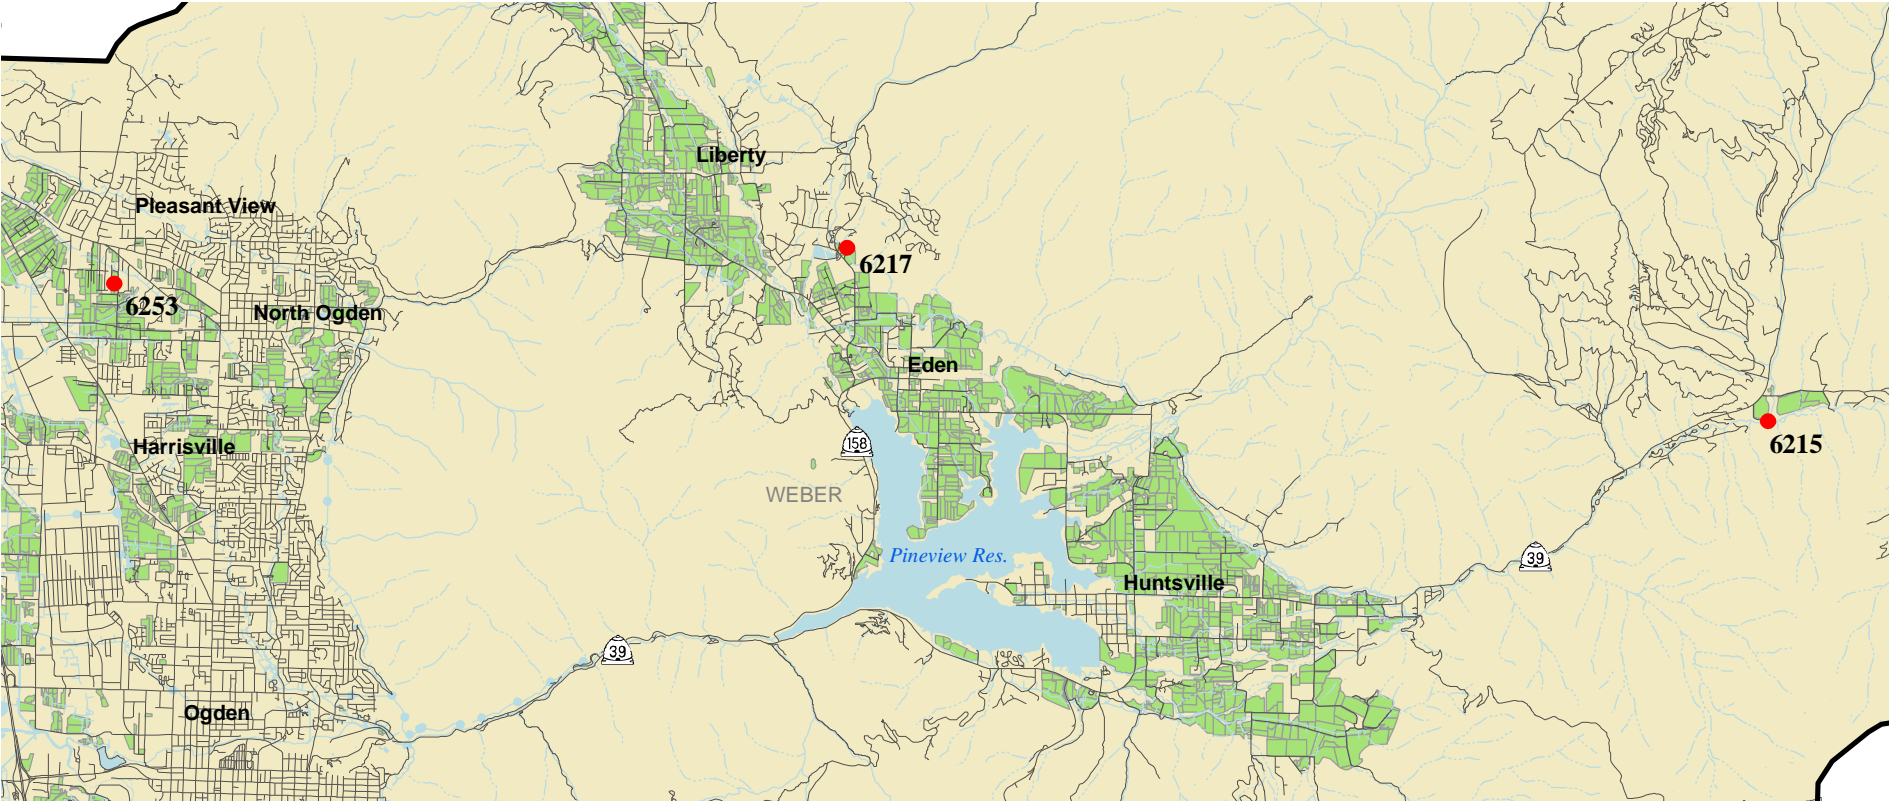 Liberty
Pleasant View
6217
6253
North Ogden
Eden
158
Harrisville
6215
WEBER
Pineview Res.
39
Huntsville
39
Ogden